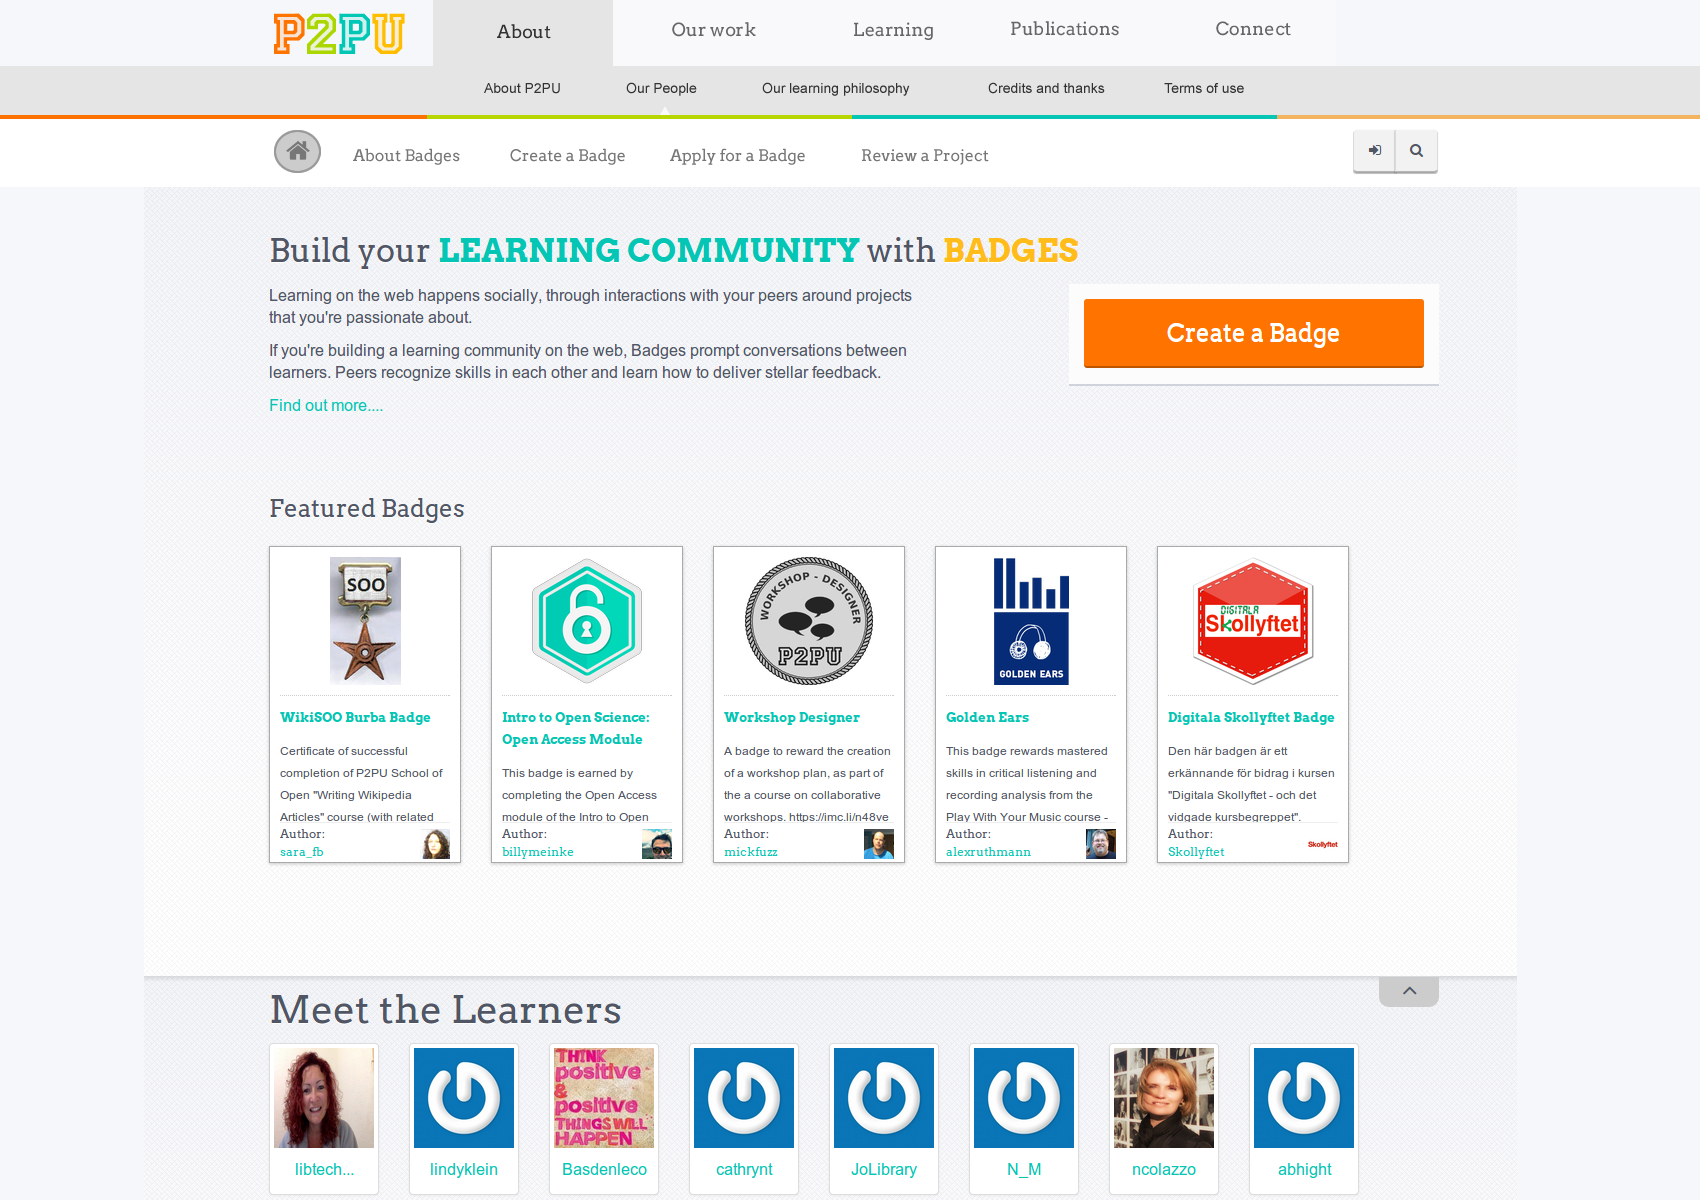 P2PU
About
Our work
Learning
Publications
Connect
About P2PU
Our People
Our learning philosophy
Credits and thanks
Terms of use
About Badges
Create a Badge
Apply for a Badge
Review a Project
Build your LEARNING COMMUNITY with BADGES
Learning on the web happens socially, through interactions with your peers around projects
that you're passionate about.
If you're building a learning community on the web, Badges prompt conversations between
learners. Peers recognize skills in each other and learn how to deliver stellar feedback.
Find out more....
Create a Badge
Featured Badges
SOO
WikiSOO Burba Badge
Certificate of successful
completion of P2PU School of
Open "Writing Wikipedia
Articles" course (with related
Author:
sara_fb
Intro to Open Science:
Open Access Module
This badge is earned by
completing the Open Access
module of the Intro to Open
Author:
billymeinke
WORKSHOP - DESIGNER
P2PU
Workshop Designer
A badge to reward the creation
of a workshop plan, as part of
the a course on collaborative
workshops. https://imc.li/n48ve
Author:
mickfuzz
GOLDEN EARS
Golden Ears
This badge rewards mastered
skills in critical listening and
recording analysis from the
Play With Your Music course -
Author:
alexruthmann
DIGITALA
Skollyftet
Digitala Skollyftet Badge
Den här badgen är ett
erkännande för bidrag i kursen
"Digitala Skollyftet - och det
vidgade kursbegreppet".
Author:
Skollyftet
Skollyftet
Meet the Learners
THINK
positive
&
positive
THINGS WILL
HAPPEN
libtech...
lindyklein
Basdenleco
cathrynt
JoLibrary
N_M
ncolazzo
abhight